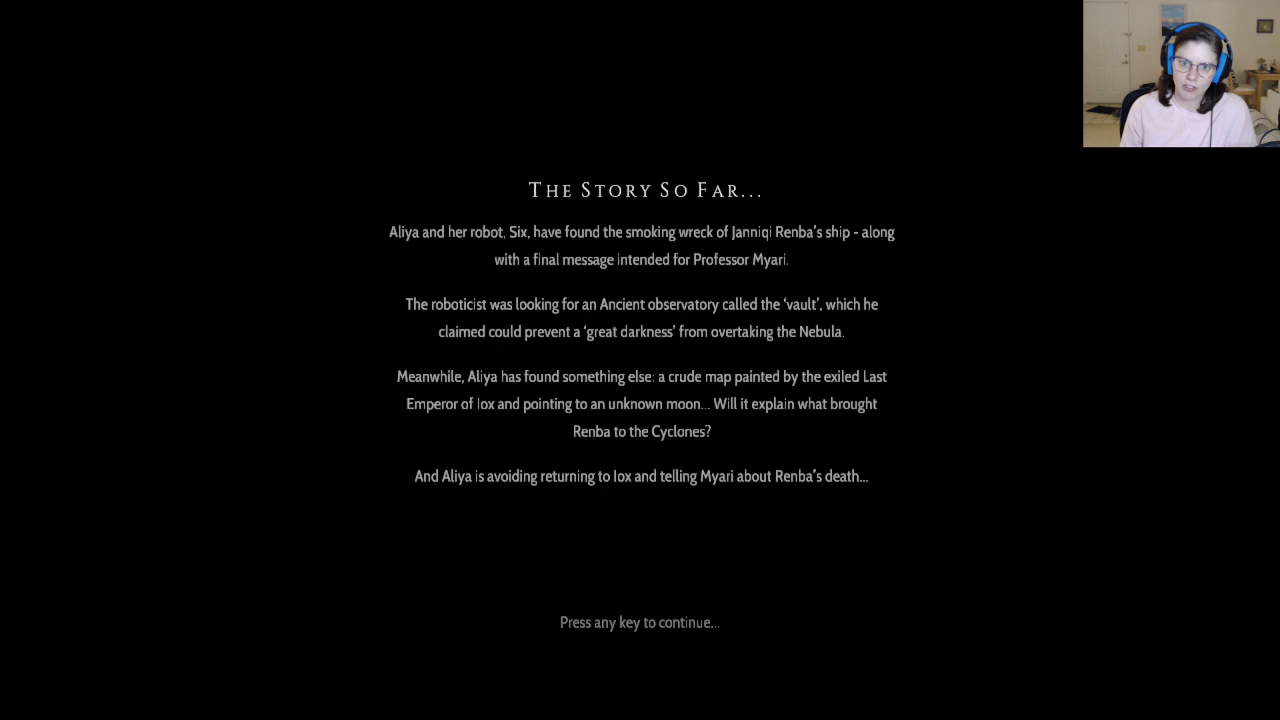 The Story So Far...
Aliya and her robot, Six, have found the smoking wreck of Janniqi Renba's ship - along
with a final message intended for Professor Myari.
The roboticist was looking for an Ancient observatory called the 'vault', which he
claimed could prevent a 'great darkness' from overtaking the Nebula.
Meanwhile, Aliya has found something else: a crude map painted by the exiled Last
Emperor of Iox and pointing to an unknown moon... Will it explain what brought
Renba to the Cyclones?
And Aliya is avoiding returning to Iox and telling Myari about Renba's death...
Press any key to continue...